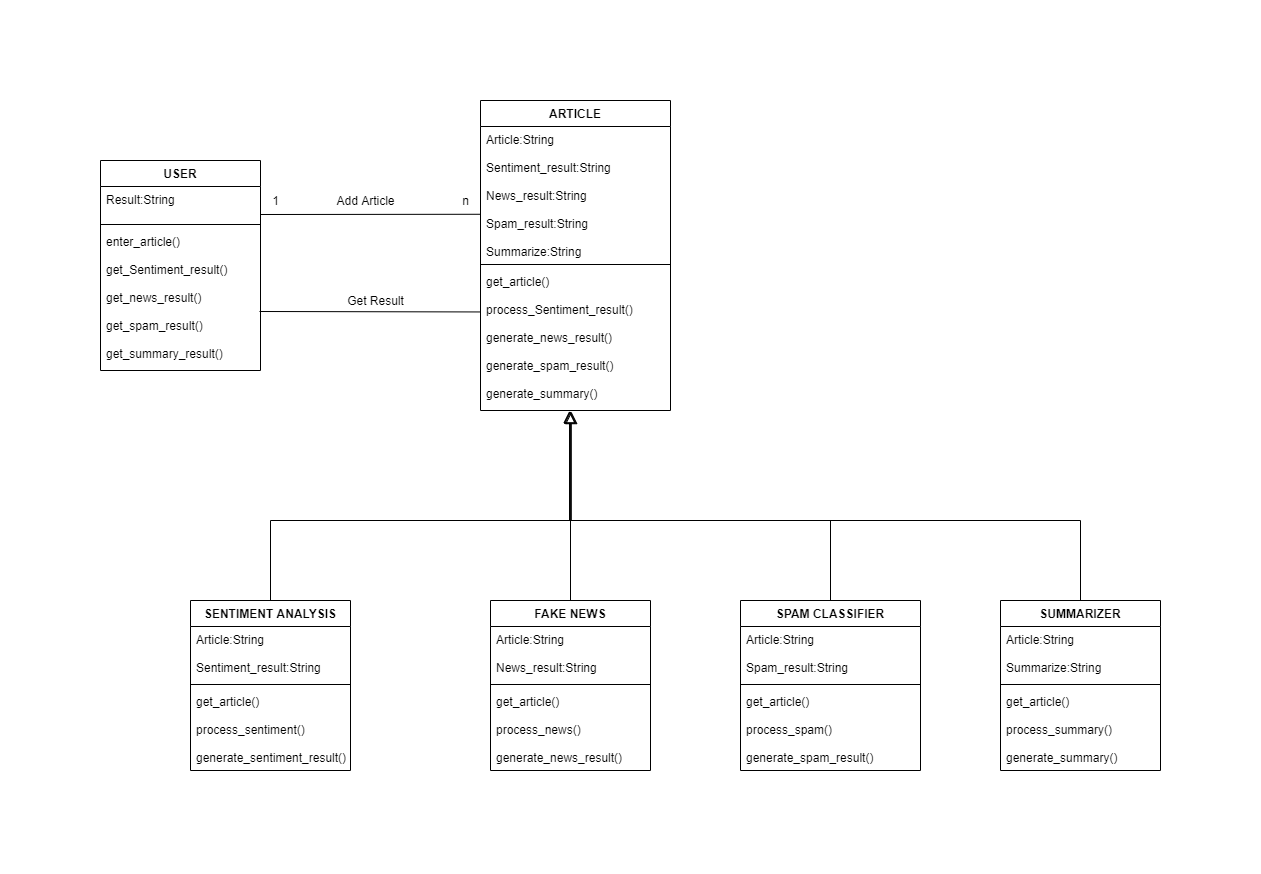 ARTICLE
Article:String
Sentiment_result:String
News_result:String
Spam_result:String
Summarize:String
get_article()
process_Sentiment_result()
generate_news_result()
generate_spam_result()
generate_summary()
USER
Result:String
enter_article()
get_Sentiment_result()
get_news_result()
get_spam_result()
get_summary_result()
1 Add Article n
Get Result
SENTIMENT ANALYSIS
Article:String
Sentiment_result:String
get_article()
process_sentiment()
generate_sentiment_result()
FAKE NEWS
Article:String
News_result:String
get_article()
process_news()
generate_news_result()
SPAM CLASSIFIER
Article:String
Spam_result:String
get_article()
process_spam()
generate_spam_result()
SUMMARIZER
Article:String
Summarize:String
get_article()
process_summary()
generate_summary()